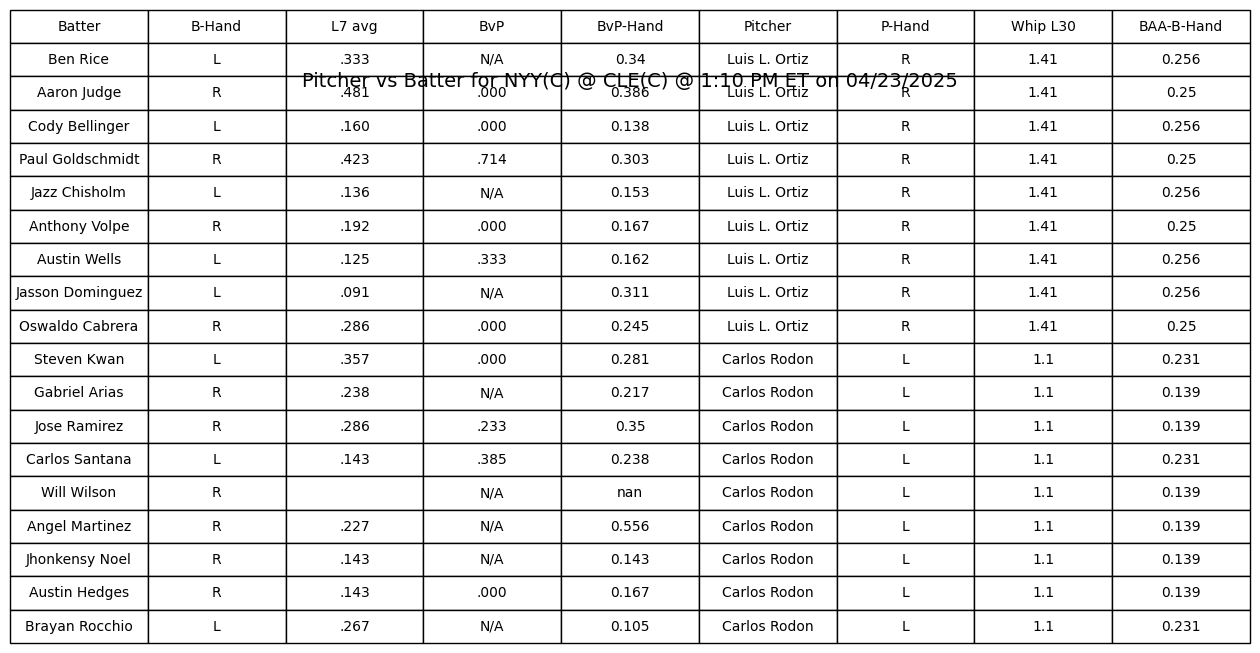 Batter B-Hand L7 avg BvP BvP-Hand Pitcher P-Hand Whip L30 BAA-B-Hand
Ben Rice L .333 N/A 0.34 Luis L. Ortiz R 1.41 0.256
Pitcher vs Batter for NYY(C) @ CLE(C) @ 1:10 PM ET on 04/23/2025
Aaron Judge R .481 .000 0.386 Luis L. Ortiz R 1.41 0.25
Cody Bellinger L .160 .000 0.138 Luis L. Ortiz R 1.41 0.256
Paul Goldschmidt R .423 .714 0.303 Luis L. Ortiz R 1.41 0.25
Jazz Chisholm L .136 N/A 0.153 Luis L. Ortiz R 1.41 0.256
Anthony Volpe R .192 .000 0.167 Luis L. Ortiz R 1.41 0.25
Austin Wells L .125 .333 0.162 Luis L. Ortiz R 1.41 0.256
Jasson Dominguez L .091 N/A 0.311 Luis L. Ortiz R 1.41 0.256
Oswaldo Cabrera R .286 .000 0.245 Luis L. Ortiz R 1.41 0.25
Steven Kwan L .357 .000 0.281 Carlos Rodon L 1.1 0.231
Gabriel Arias R .238 N/A 0.217 Carlos Rodon L 1.1 0.139
Jose Ramirez R .286 .233 0.35 Carlos Rodon L 1.1 0.139
Carlos Santana L .143 .385 0.238 Carlos Rodon L 1.1 0.231
Will Wilson R N/A nan Carlos Rodon L 1.1 0.139
Angel Martinez R .227 N/A 0.556 Carlos Rodon L 1.1 0.139
Jhonkensy Noel R .143 N/A 0.143 Carlos Rodon L 1.1 0.139
Austin Hedges R .143 .000 0.167 Carlos Rodon L 1.1 0.139
Brayan Rocchio L .267 N/A 0.105 Carlos Rodon L 1.1 0.231